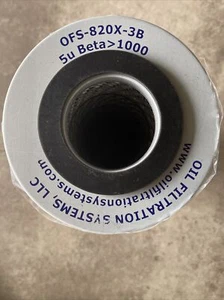 OFS-820X-3B
5u Beta>1000
OIL FILTRATION SYSTEMS, LLC
www.oilfiltrationsystems.com